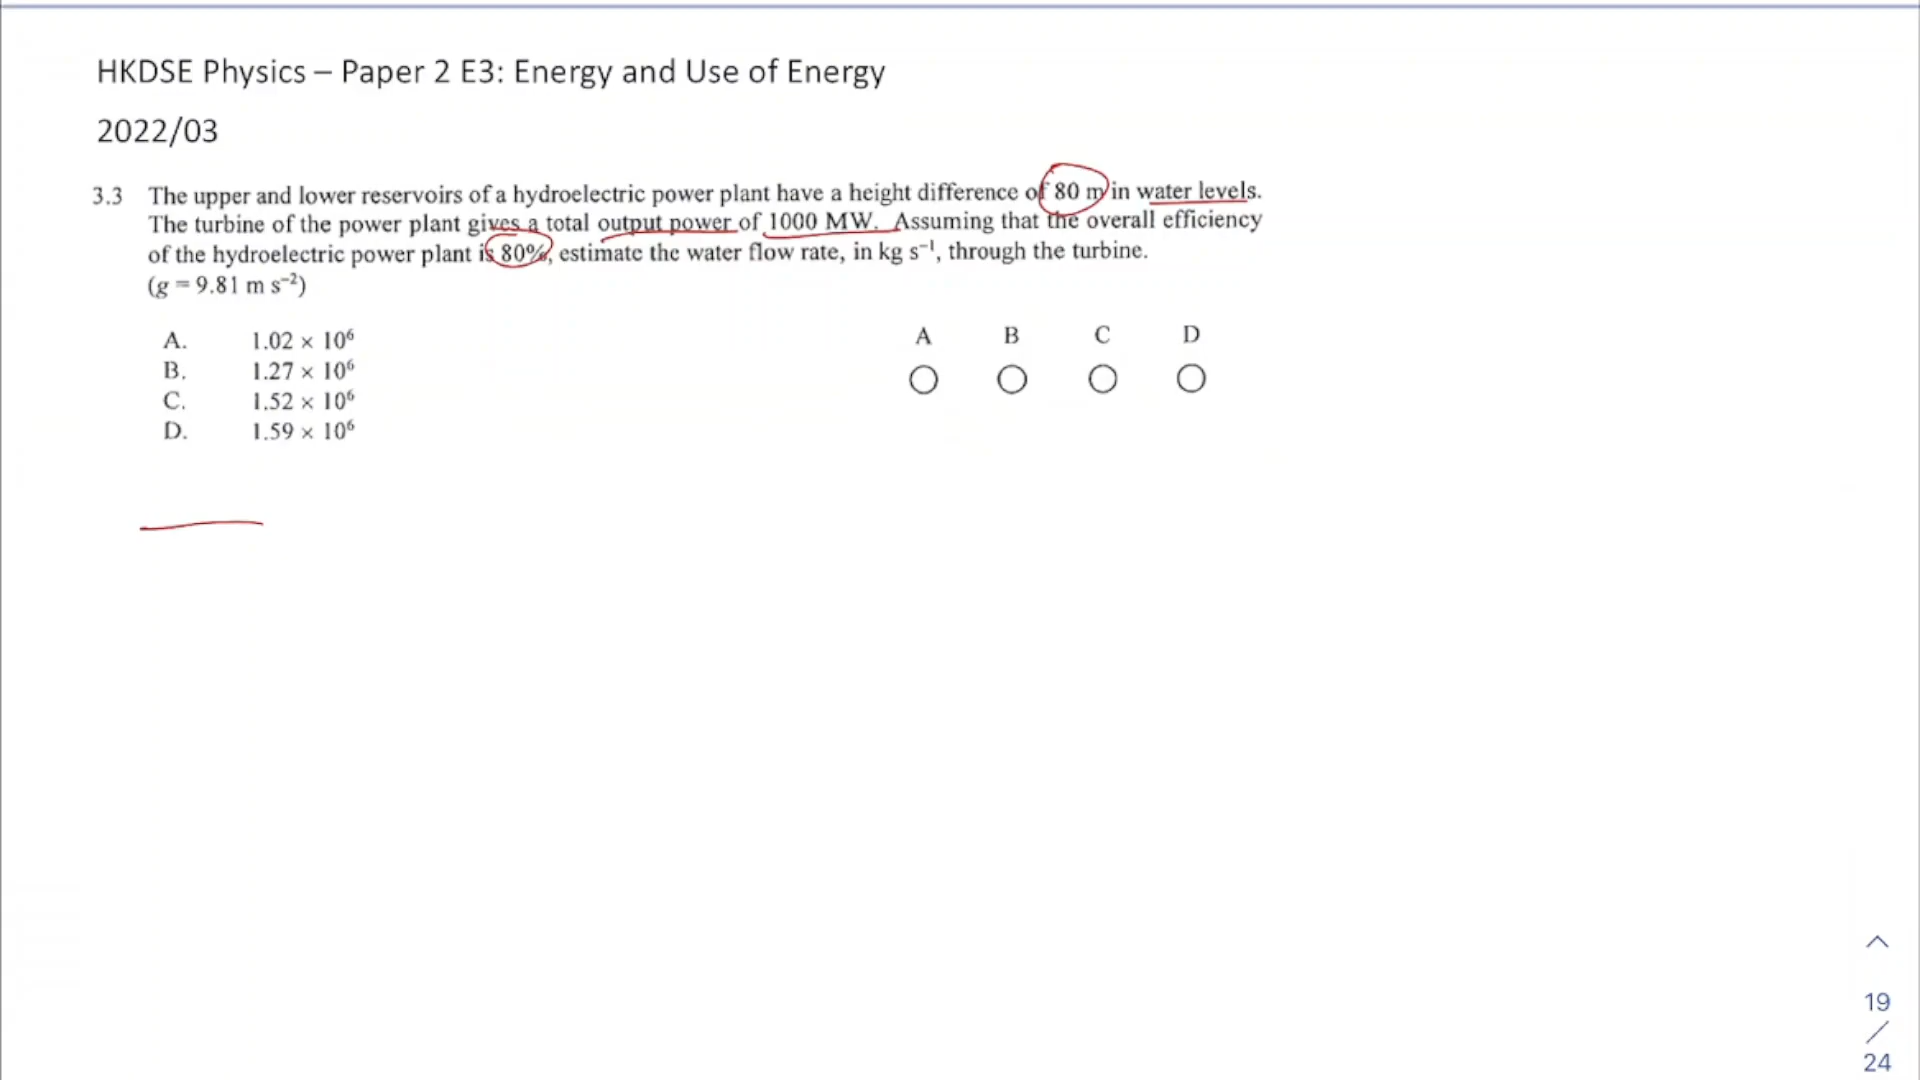 HKDSE Physics – Paper 2 E3: Energy and Use of Energy
2022/03
3.3 The upper and lower reservoirs of a hydroelectric power plant have a height difference of 80 m in water levels.
The turbine of the power plant gives a total output power of 1000 MW. Assuming that the overall efficiency
of the hydroelectric power plant is 80%, estimate the water flow rate, in kg s⁻¹, through the turbine.
(g = 9.81 m s⁻²)
A. 1.02 × 10⁶
B. 1.27 × 10⁶
C. 1.52 × 10⁶
D. 1.59 × 10⁶
A B C D
19
/
24